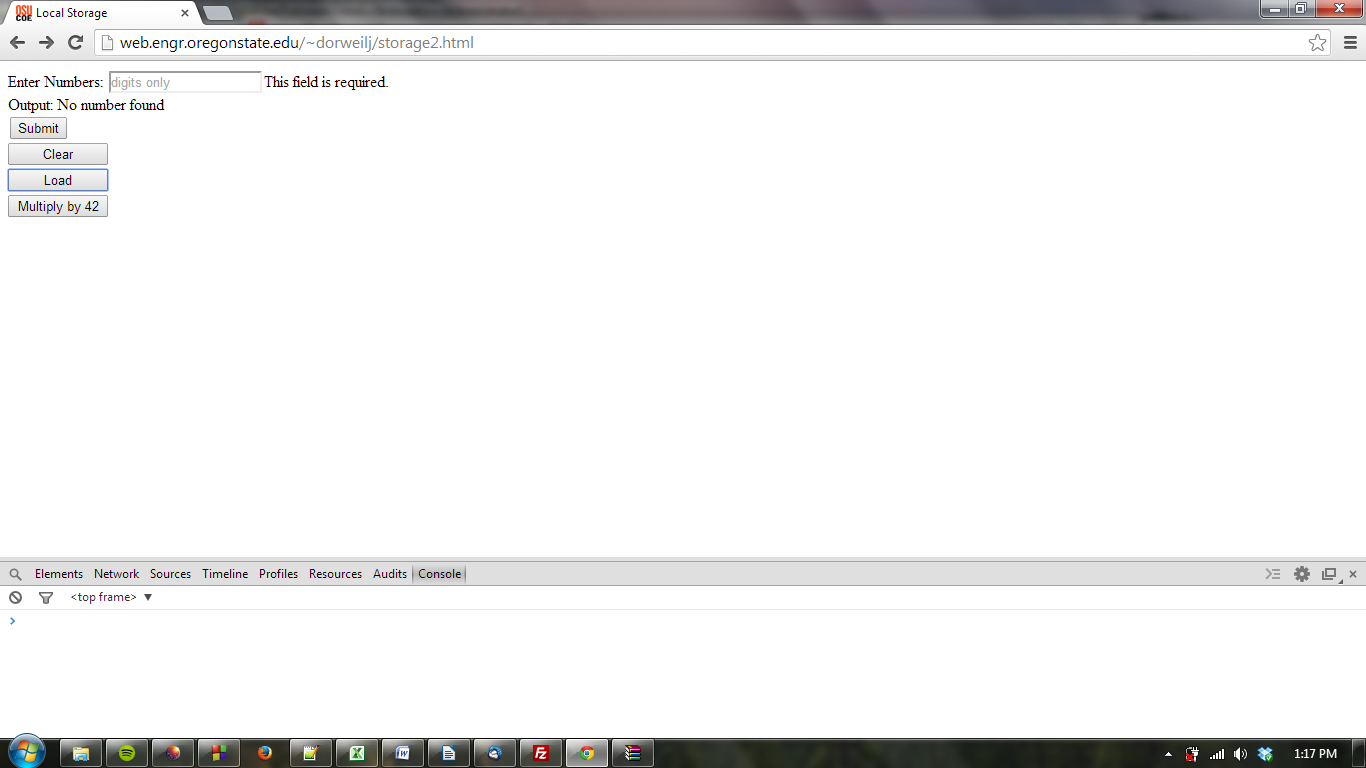 OSU COE Local Storage
web.engr.oregonstate.edu/~dorweilj/storage2.html
Enter Numbers: digits only This field is required.
Output: No number found
Submit
Clear
Load
Multiply by 42
Elements Network Sources Timeline Profiles Resources Audits Console
<top frame>
1:17 PM